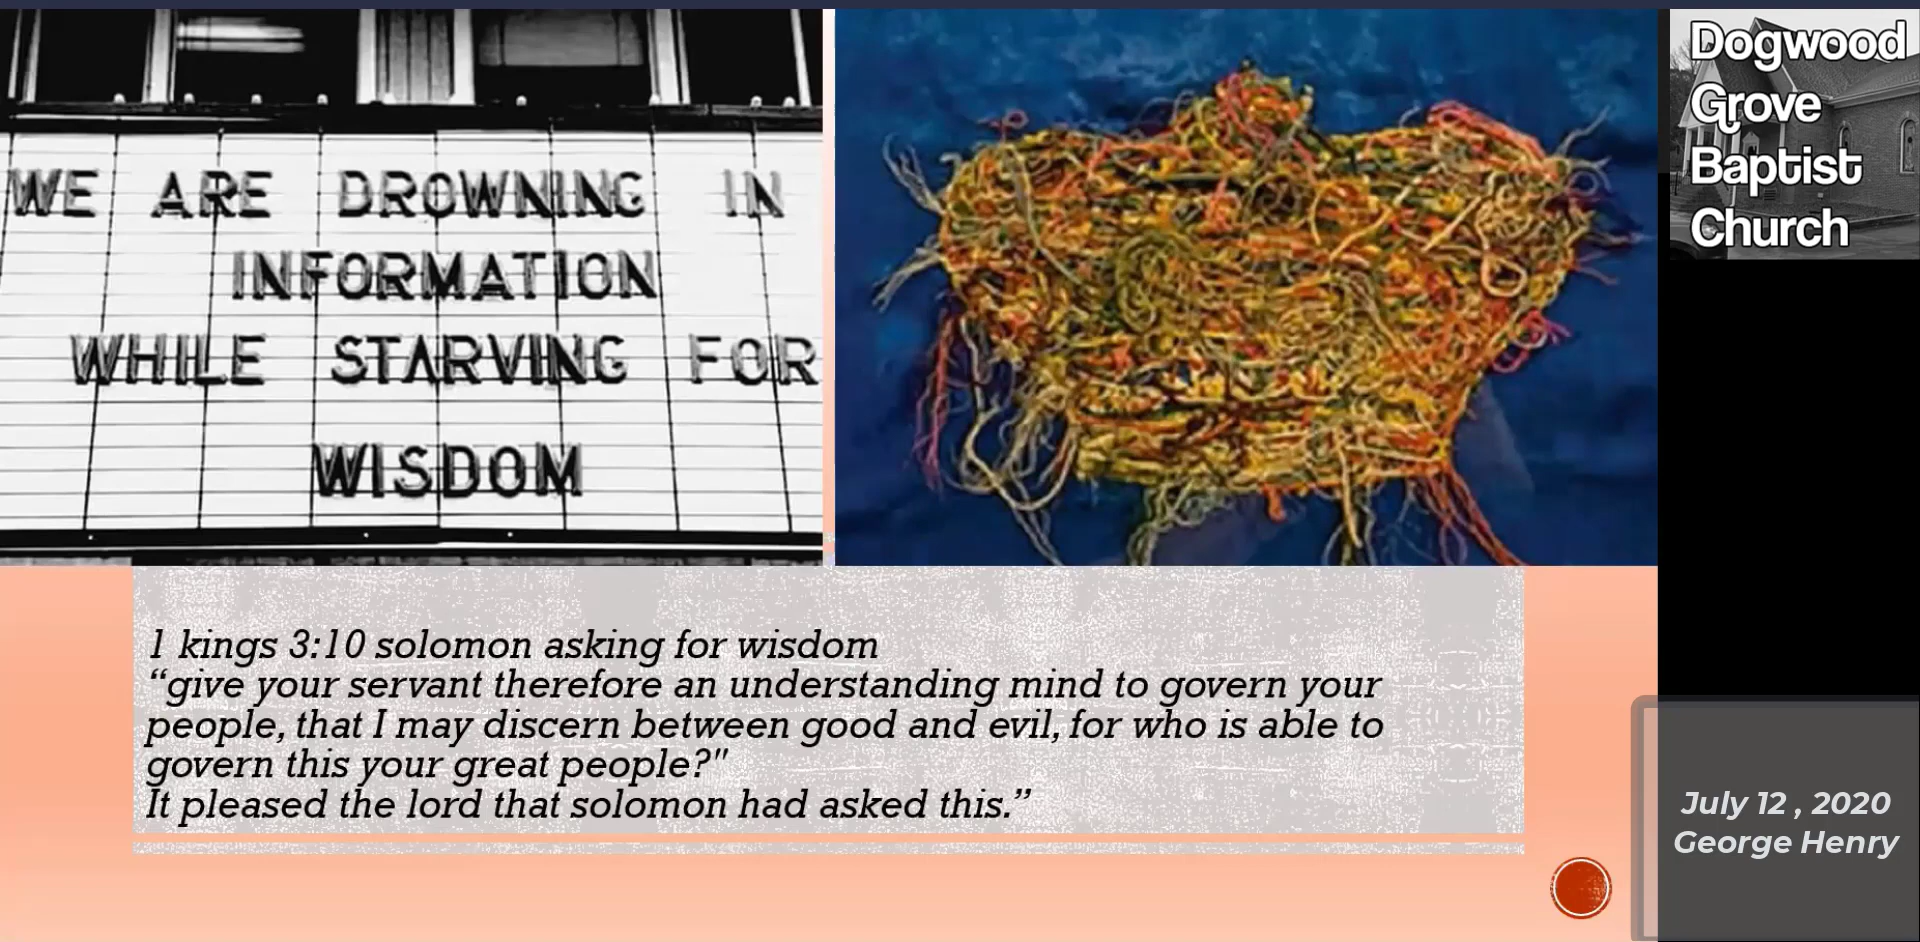 WE ARE DROWNING IN
INFORMATION
WHILE STARVING FOR
WISDOM
Dogwood
Grove
Baptist
Church
1 kings 3:10 solomon asking for wisdom
“give your servant therefore an understanding mind to govern your
people, that I may discern between good and evil, for who is able to
govern this your great people?"
It pleased the lord that solomon had asked this.”
July 12 , 2020
George Henry